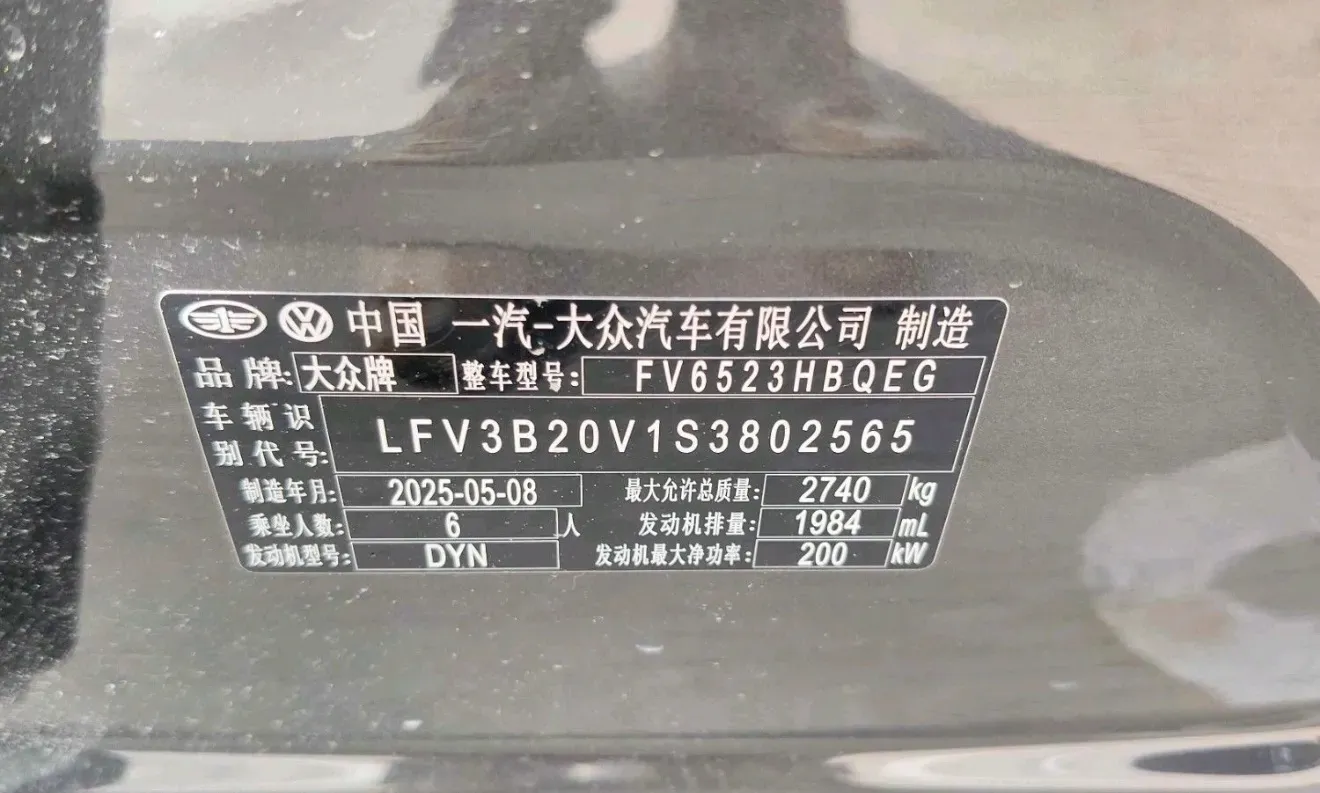 中国 一汽-大众汽车有限公司 制造
品牌: 大众牌 整车型号: FV6523HBQEG
车辆识
别代号: LFV3B20V1S3802565
制造年月: 2025-05-08 最大允许总质量: 2740 kg
乘坐人数: 6 人 发动机排量: 1984 mL
发动机型号: DYN 发动机最大净功率: 200 kW